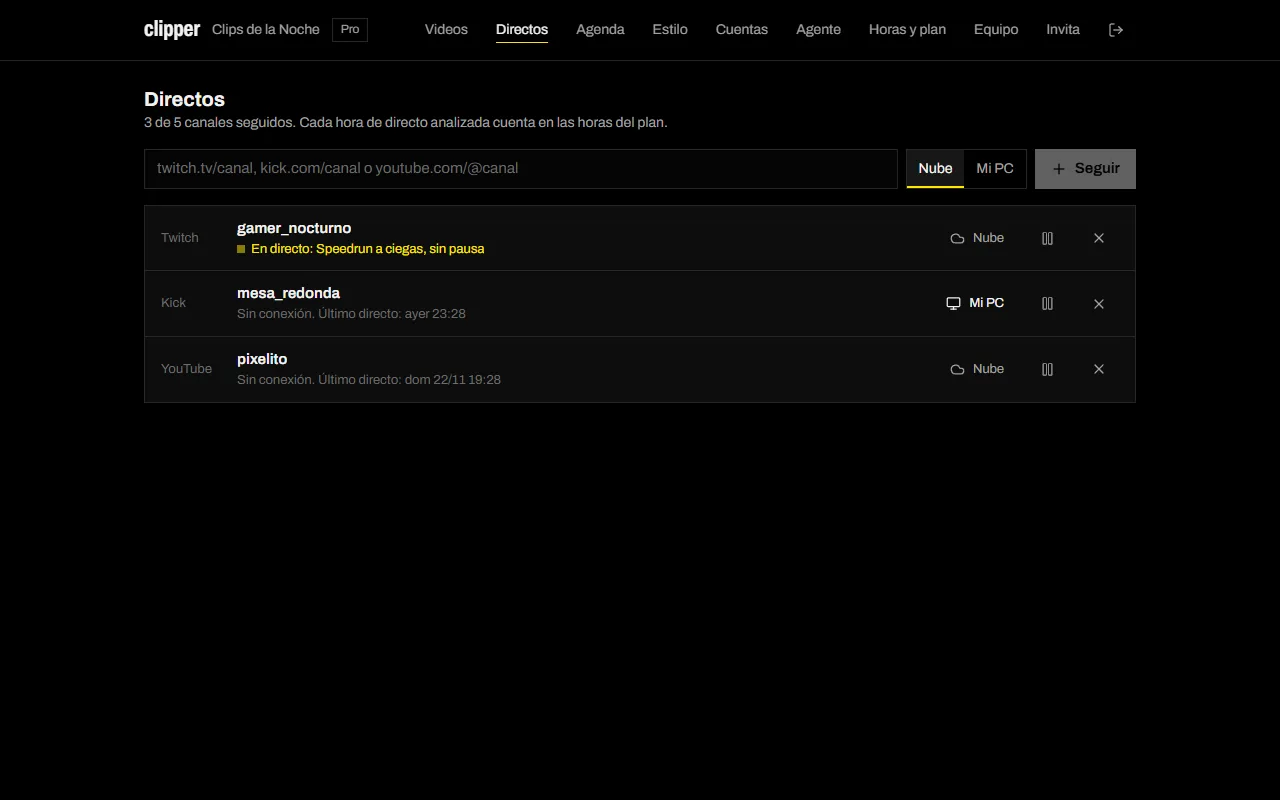 clipper Clips de la Noche Pro Videos Directos Agenda Estilo Cuentas Agente Horas y plan Equipo Invita
Directos
3 de 5 canales seguidos. Cada hora de directo analizada cuenta en las horas del plan.
twitch.tv/canal, kick.com/canal o youtube.com/@canal Nube Mi PC + Seguir
Twitch gamer_nocturno Nube
En directo: Speedrun a ciegas, sin pausa
Kick mesa_redonda Mi PC
Sin conexión. Último directo: ayer 23:28
YouTube pixelito Nube
Sin conexión. Último directo: dom 22/11 19:28